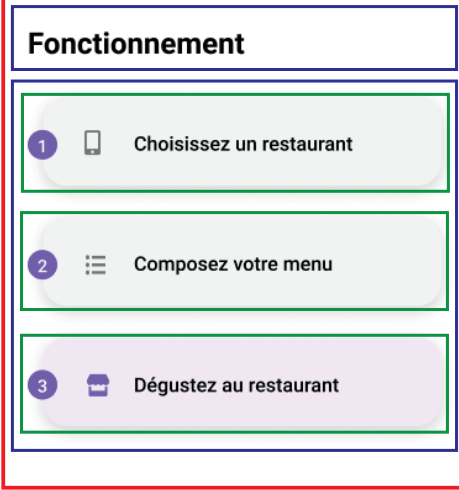 Fonctionnement
1 Choisissez un restaurant
2 Composez votre menu
3 Dégustez au restaurant